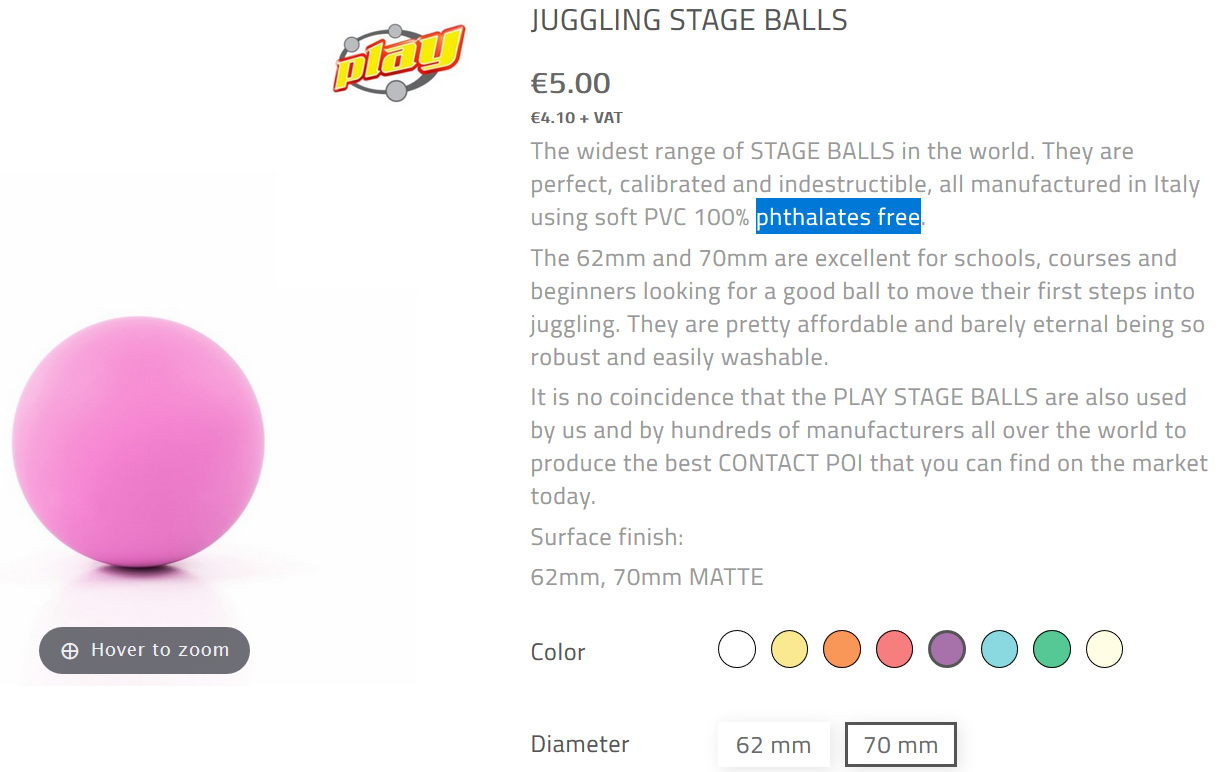 play
JUGGLING STAGE BALLS
€5.00
€4.10 + VAT
The widest range of STAGE BALLS in the world. They are
perfect, calibrated and indestructible, all manufactured in Italy
using soft PVC 100% phthalates free.
The 62mm and 70mm are excellent for schools, courses and
beginners looking for a good ball to move their first steps into
juggling. They are pretty affordable and barely eternal being so
robust and easily washable.
It is no coincidence that the PLAY STAGE BALLS are also used
by us and by hundreds of manufacturers all over the world to
produce the best CONTACT POI that you can find on the market
today.
Surface finish:
62mm, 70mm MATTE
Hover to zoom
Color
Diameter 62 mm 70 mm